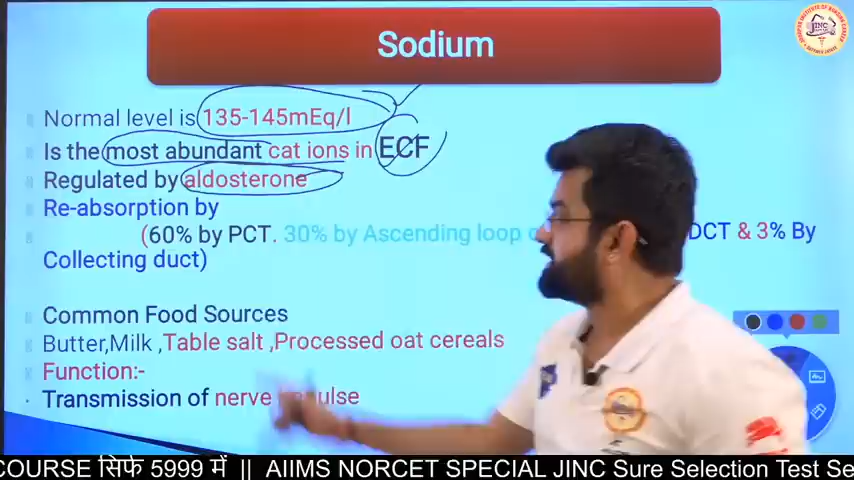 Sodium
JINC
Normal level is 135-145mEq/l
Is the most abundant cat ions in ECF
Regulated by aldosterone
Re-absorption by
(60% by PCT. 30% by Ascending loop DCT & 3% By
Collecting duct)
Common Food Sources
Butter,Milk ,Table salt ,Processed oat cereals
Function:-
Transmission of nerve impulse
COURSE सिर्फ 5999 में || AIIMS NORCET SPECIAL JINC Sure Selection Test Se